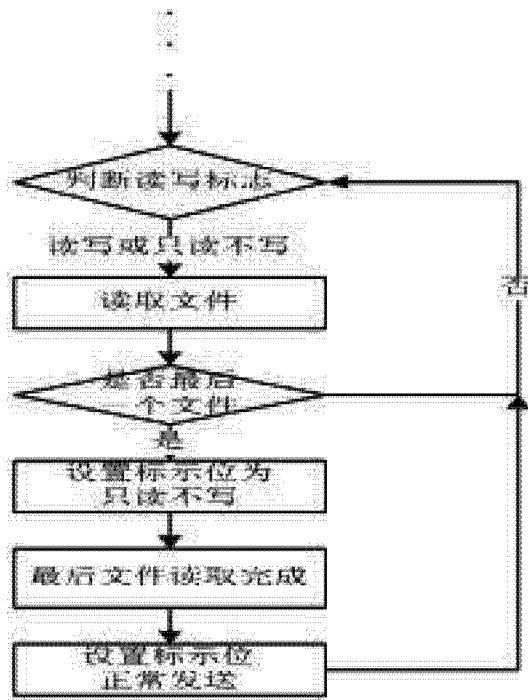 判断读写标志
读写或只读不写
读取文件
否
是否最后
一个文件
是
设置标示位为
只读不写
最后文件读取完成
设置标示位
正常发送